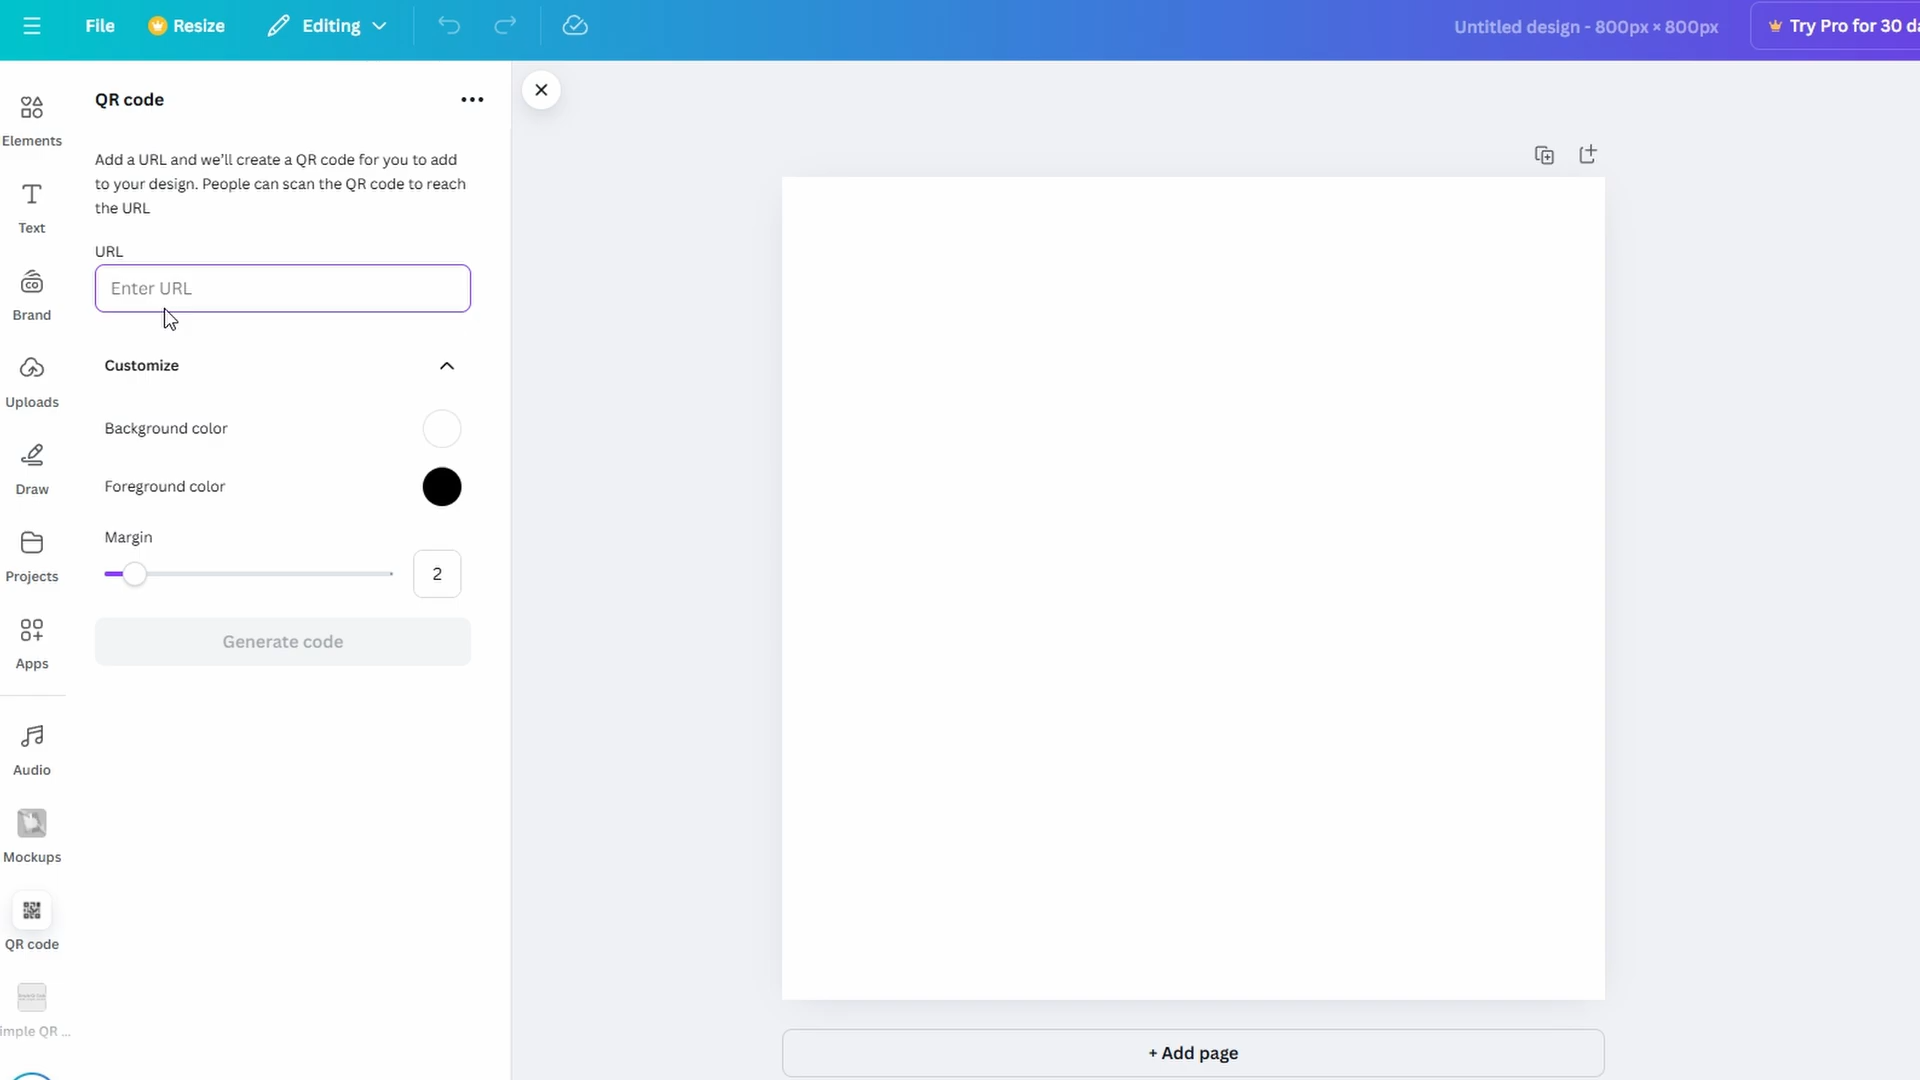 File
Resize
Editing
Untitled design - 800px × 800px
Try Pro for 30 da
Elements
Text
Brand
Uploads
Draw
Projects
Apps
Audio
Mockups
QR code
imple QR ...
QR code
Add a URL and we'll create a QR code for you to add
to your design. People can scan the QR code to reach
the URL
URL
Enter URL
Customize
Background color
Foreground color
Margin
2
Generate code
+ Add page